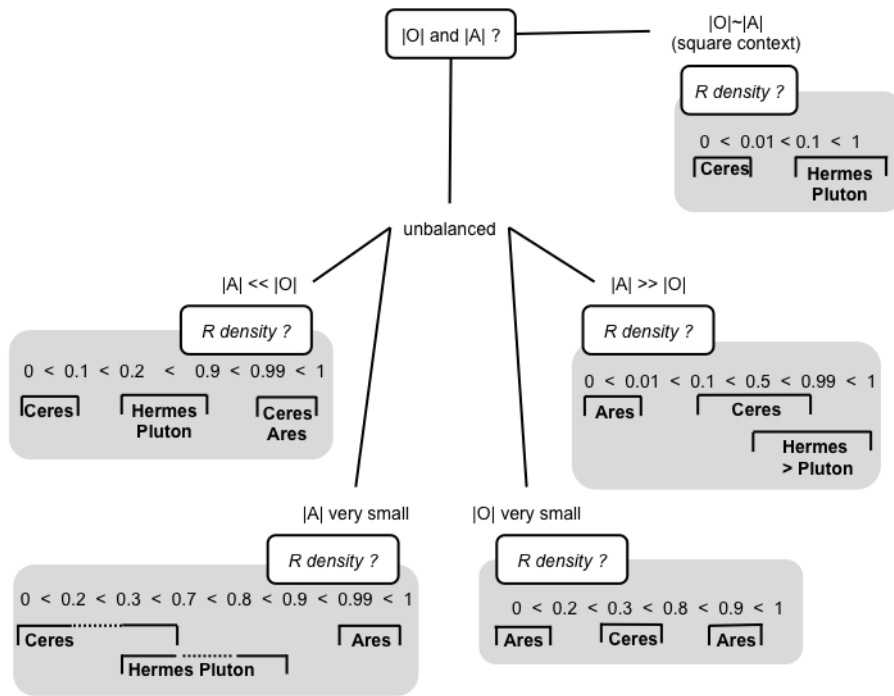 |O| and |A| ?
|O|~|A|
(square context)
R density ?
0 < 0.01 < 0.1 < 1
Ceres
Hermes
Pluton
unbalanced
|A| << |O|
R density ?
0 < 0.1 < 0.2 < 0.9 < 0.99 < 1
Ceres
Hermes
Pluton
Ceres
Ares
|A| >> |O|
R density ?
0 < 0.01 < 0.1 < 0.5 < 0.99 < 1
Ares
Ceres
Hermes
> Pluton
|A| very small
R density ?
0 < 0.2 < 0.3 < 0.7 < 0.8 < 0.9 < 0.99 < 1
Ceres
Hermes Pluton
Ares
|O| very small
R density ?
0 < 0.2 < 0.3 < 0.8 < 0.9 < 1
Ares
Ceres
Ares